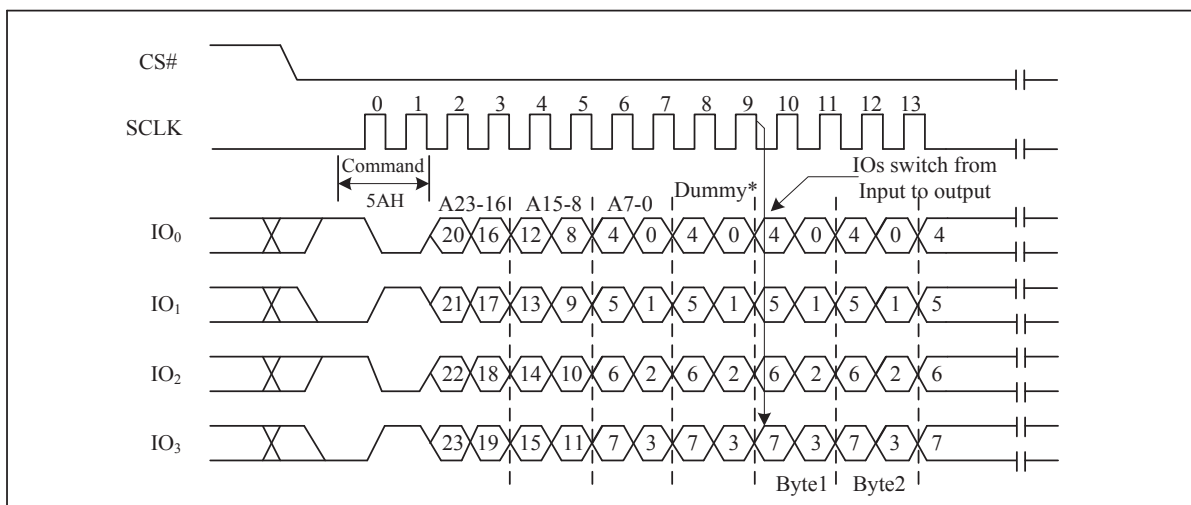 CS#
0 1 2 3 4 5 6 7 8 9 10 11 12 13
SCLK
Command
IOs switch from
Input to output
5AH
Dummy*
A23-16 A15-8 A7-0
IO₀ 20 16 12 8 4 0 4 0 4 0 4 0 4
IO₁ 21 17 13 9 5 1 5 1 5 1 5 1 5
IO₂ 22 18 14 10 6 2 6 2 6 2 6 2 6
IO₃ 23 19 15 11 7 3 7 3 7 3 7 3 7
Byte1 Byte2